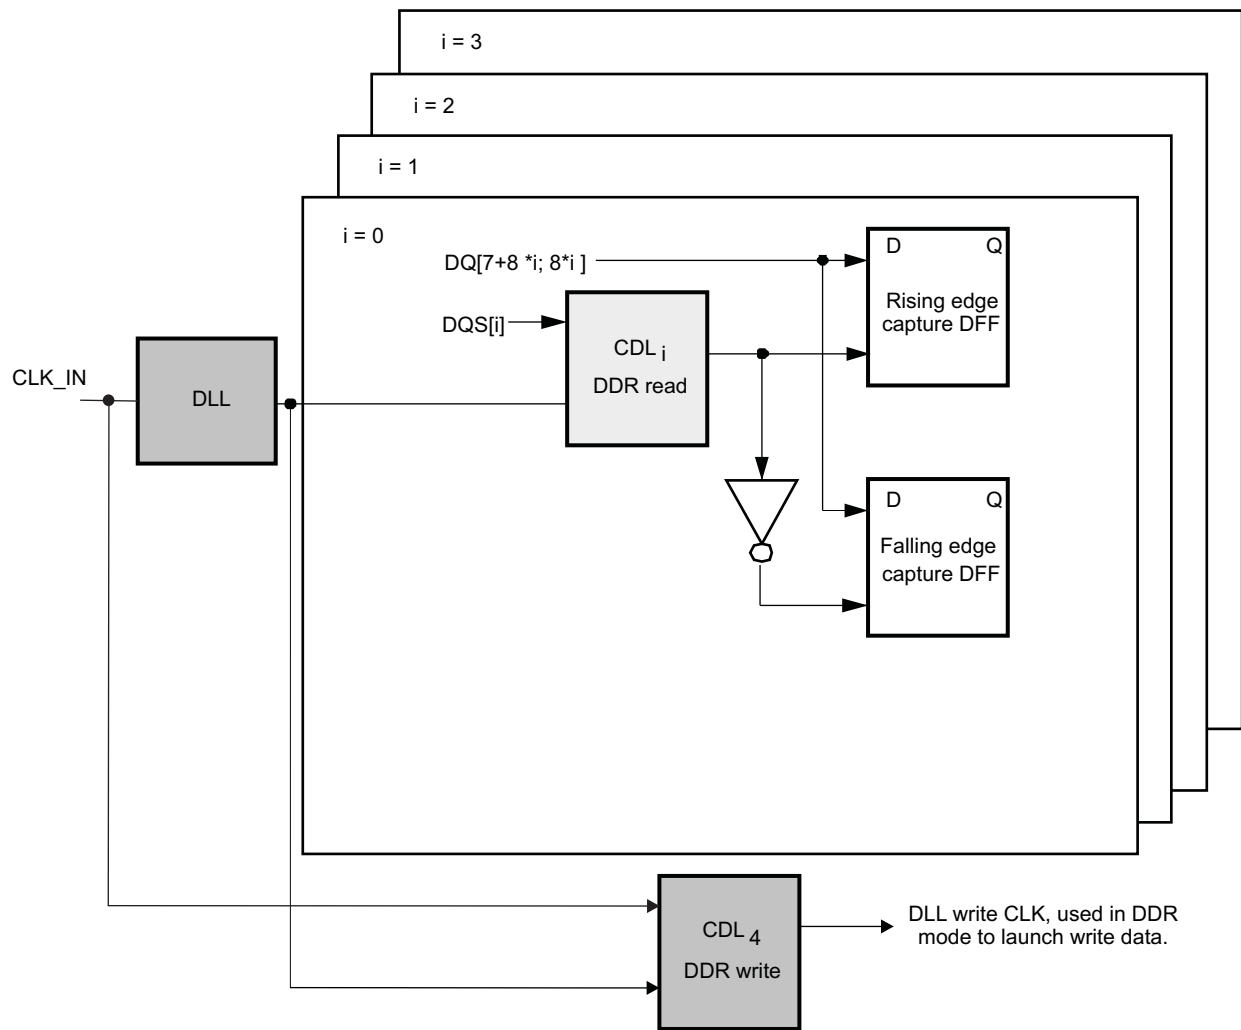 i = 3
i = 2
i = 1
i = 0
DQ[7+8 *i; 8*i ]
D Q
Rising edge
capture DFF
DQS[i]
CDL i
DDR read
CLK_IN
DLL
D Q
Falling edge
capture DFF
CDL 4
DDR write
DLL write CLK, used in DDR
mode to launch write data.